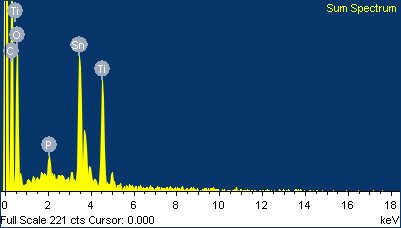 Sum Spectrum
Ti
O
C
Sn
Ti
P
0 2 4 6 8 10 12 14 16 18
Full Scale 221 cts Cursor: 0.000 keV